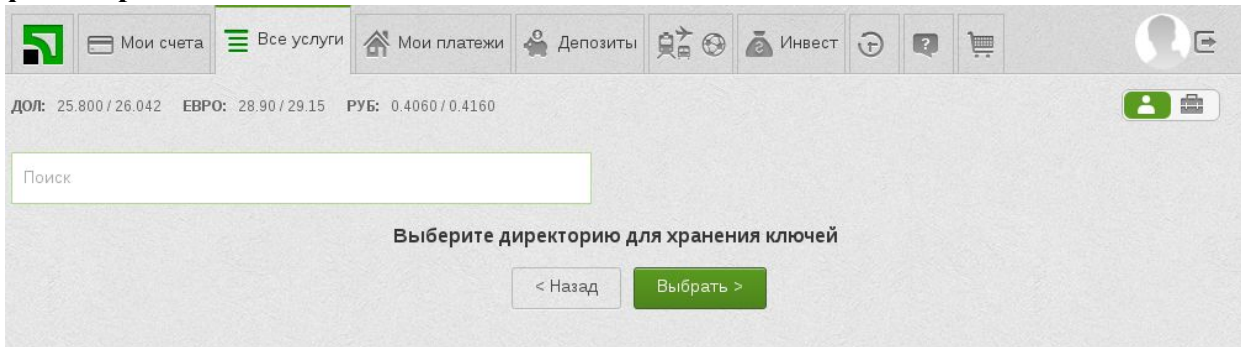 Мои счета Все услуги Мои платежи Депозиты Инвест
ДОЛ: 25.800 / 26.042 ЕВРО: 28.90 / 29.15 РУБ: 0.4060 / 0.4160
Поиск
Выберите директорию для хранения ключей
< Назад Выбрать >